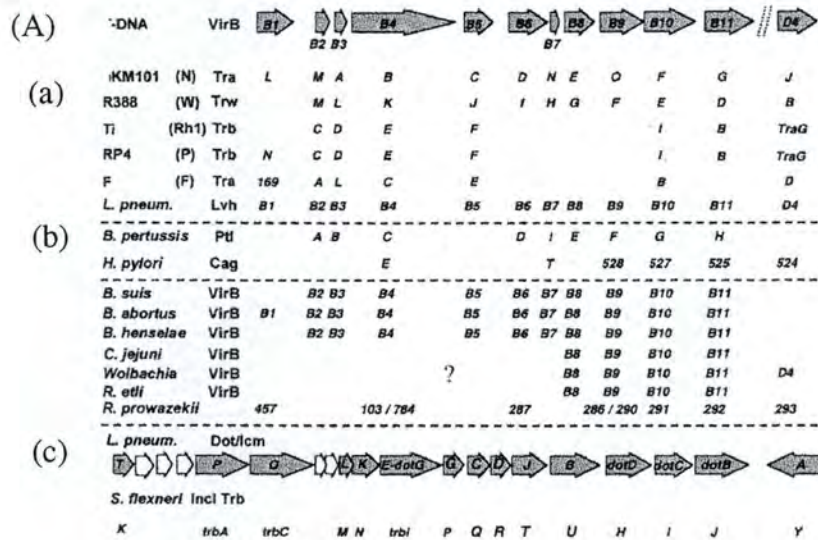 (A) -DNA VirB B1 B4 B5 B6 B8 B9 B10 B11 D4
B2 B3 B7
(a)
KM101 (N) Tra L M A B C D N E O F G J
R388 (W) Trw M L K J I H G F E D B
Ti (Rh1) Trb C D E F I B TraG
RP4 (P) Trb N C D E F I B TraG
F (F) Tra 169 A L C E B D
L. pneum. Lvh B1 B2 B3 B4 B5 B6 B7 B8 B9 B10 B11 D4
(b)
B. pertussis Ptl A B C D I E F G H
H. pylori Cag E T 528 527 525 524
B. suis VirB B2 B3 B4 B5 B6 B7 B8 B9 B10 B11
B. abortus VirB B1 B2 B3 B4 B5 B6 B7 B8 B9 B10 B11
B. henselae VirB B2 B3 B4 B5 B6 B7 B8 B9 B10 B11
C. jejuni VirB B8 B9 B10 B11
Wolbachia VirB ? B8 B9 B10 B11 D4
R. etli VirB B8 B9 B10 B11
R. prowazekii 457 103 / 784 287 286 / 290 291 292 293
(c)
L. pneum. Dot/Icm
T P O L K E-dotG G C D J B dotD dotC dotB A
S. flexneri IncI Trb
K trbA trbC M N trbI P Q R T U H I J Y